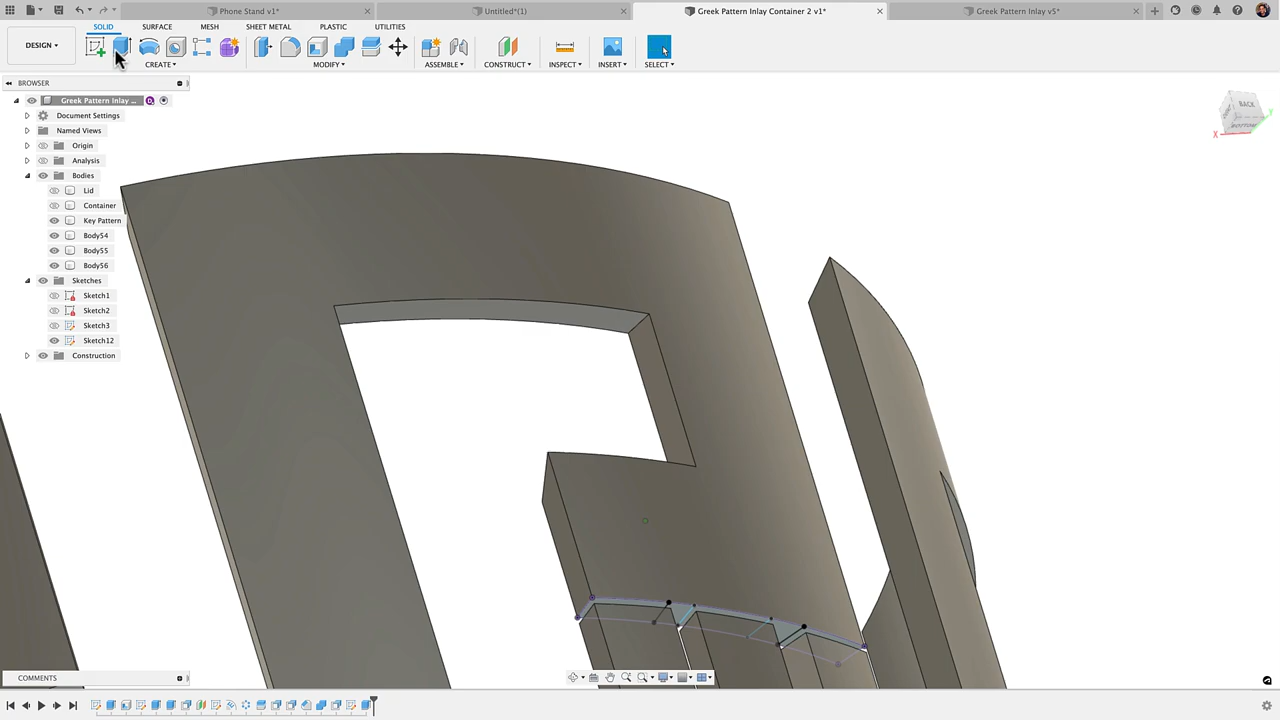 Phone Stand v1*
Untitled*(1)
Greek Pattern Inlay Container 2 v1*
Greek Pattern Inlay v5*
SOLID
SURFACE
MESH
SHEET METAL
PLASTIC
UTILITIES
DESIGN
CREATE
MODIFY
ASSEMBLE
CONSTRUCT
INSPECT
INSERT
SELECT
BROWSER
Greek Pattern Inlay ...
Document Settings
Named Views
Origin
Analysis
Bodies
Lid
Container
Key Pattern
Body54
Body55
Body56
Sketches
Sketch1
Sketch2
Sketch3
Sketch12
Construction
BACK
BOTTOM
X
Y
COMMENTS